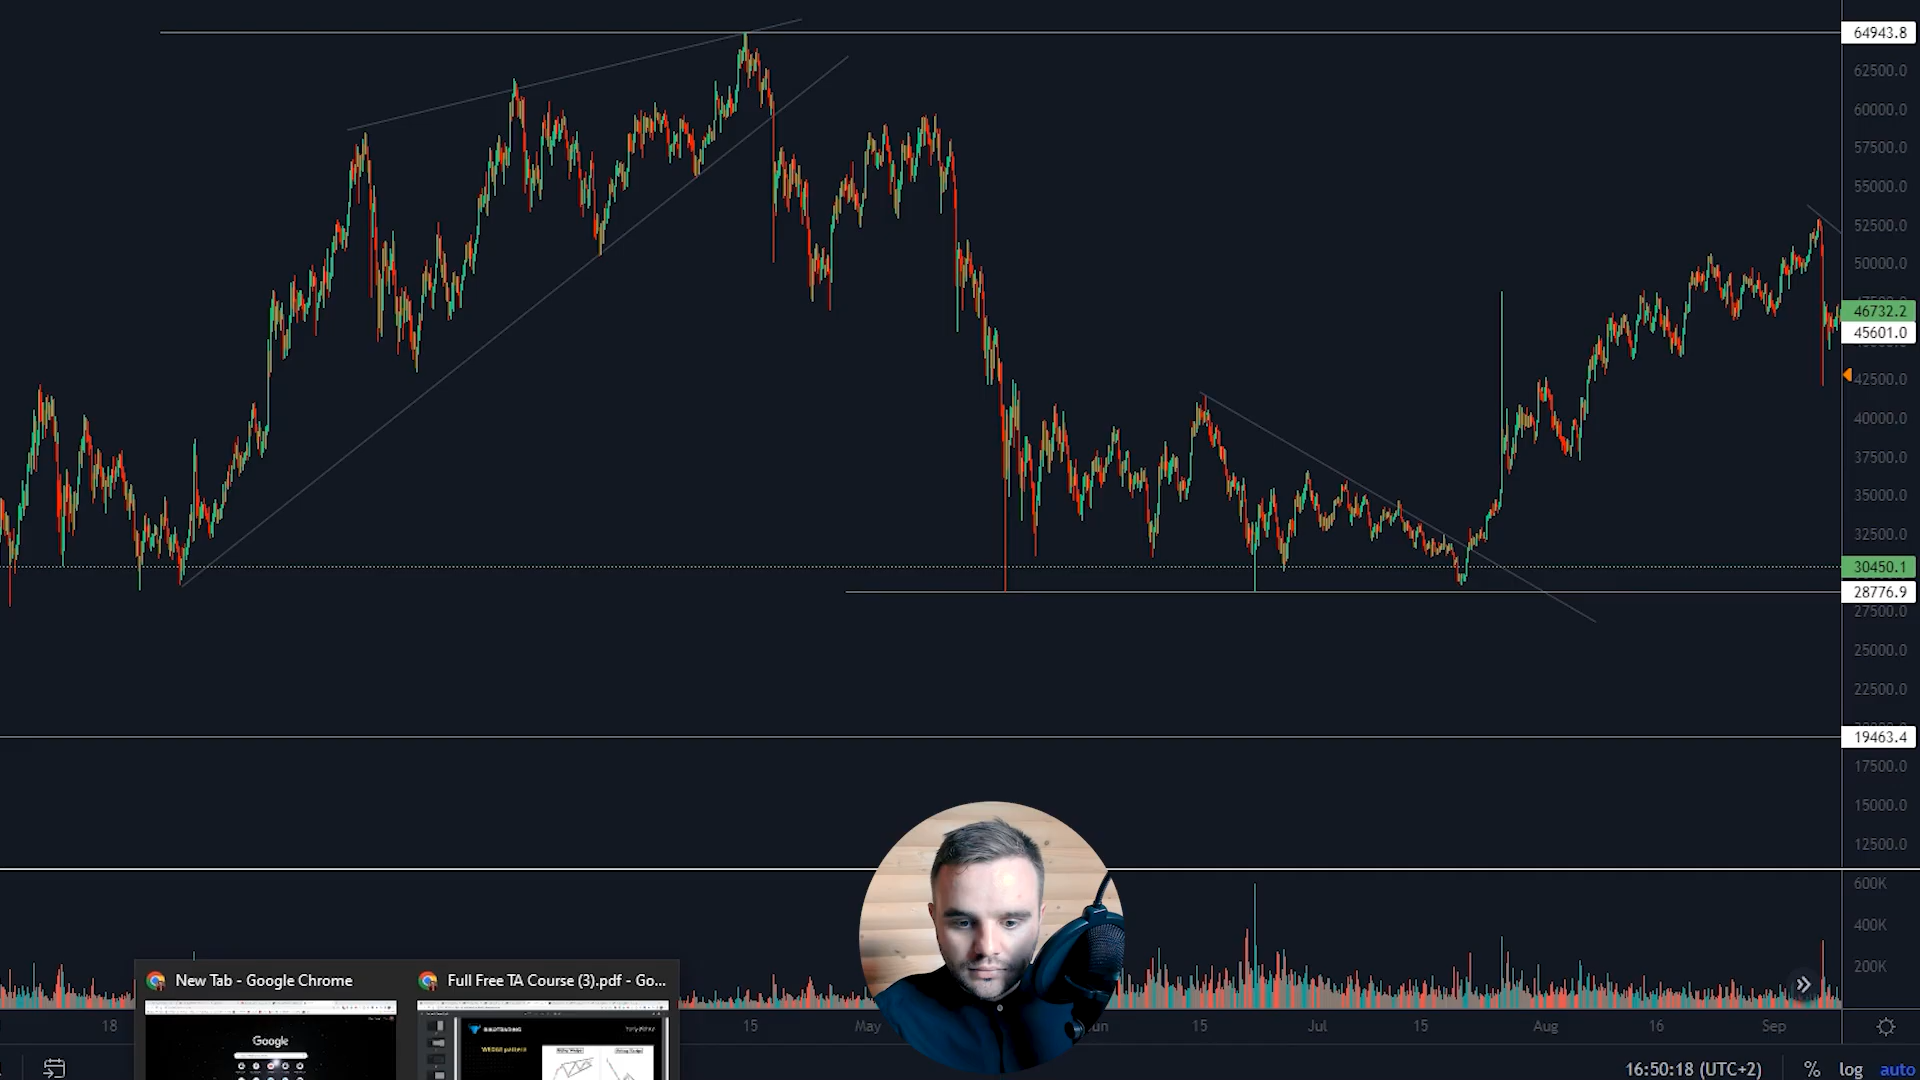 64943.8
62500.0
60000.0
57500.0
55000.0
52500.0
50000.0
46732.2
45601.0
42500.0
40000.0
37500.0
35000.0
32500.0
30450.1
28776.9
27500.0
25000.0
22500.0
19463.4
17500.0
15000.0
12500.0
600K
400K
200K
New Tab - Google Chrome
Full Free TA Course (3).pdf - Go...
Google
WEDGE pattern
18
15
May
15
Jul
15
Aug
16
Sep
16:50:18 (UTC+2)
%
log
auto